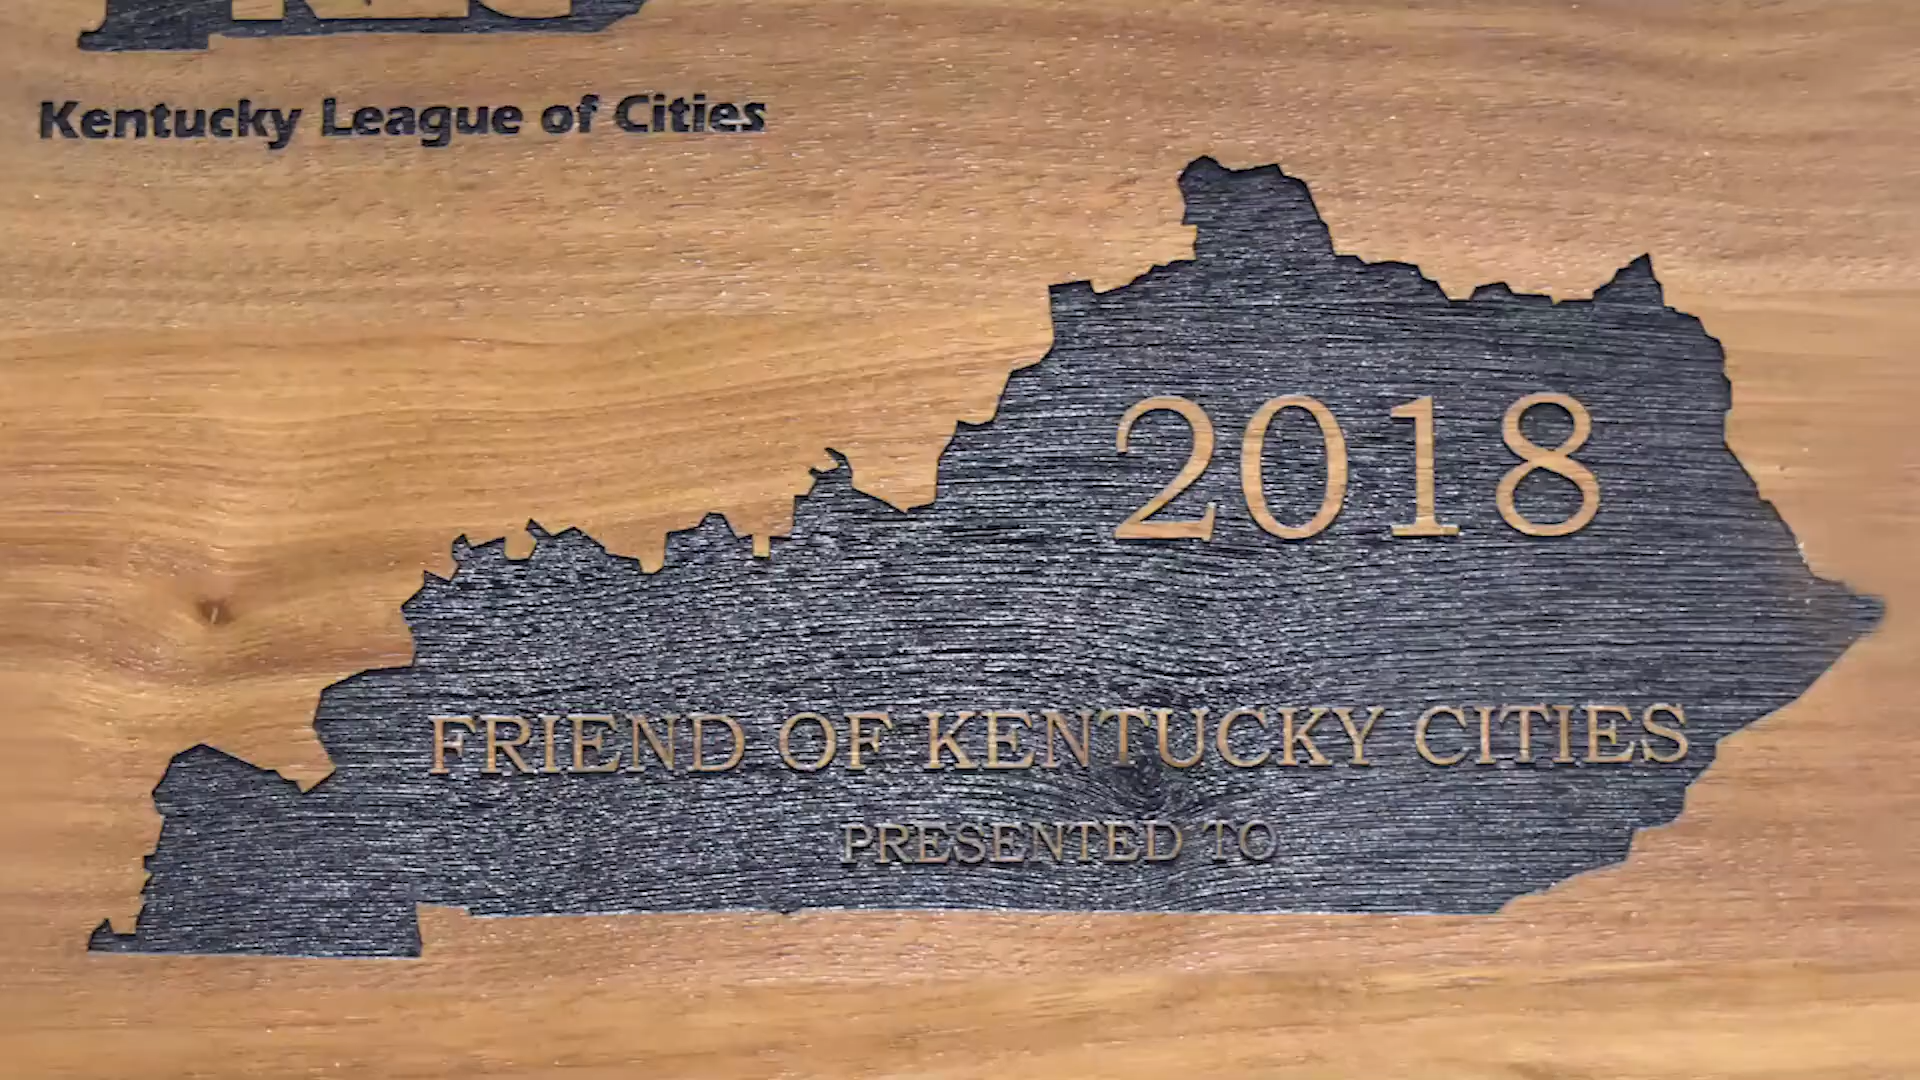 Kentucky League of Cities
2018
FRIEND OF KENTUCKY CITIES
PRESENTED TO